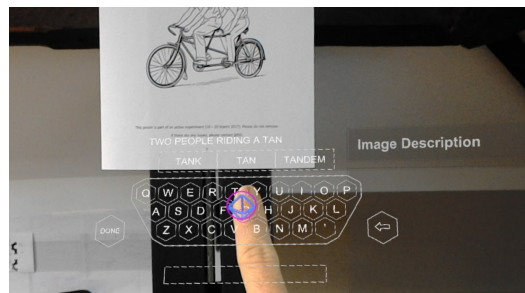 TWO PEOPLE RIDING A TAN
Image Description
TANK TAN TANDEM
Q W E R T Y U I O P
A S D F H J K L
DONE
Z X C V B N M '